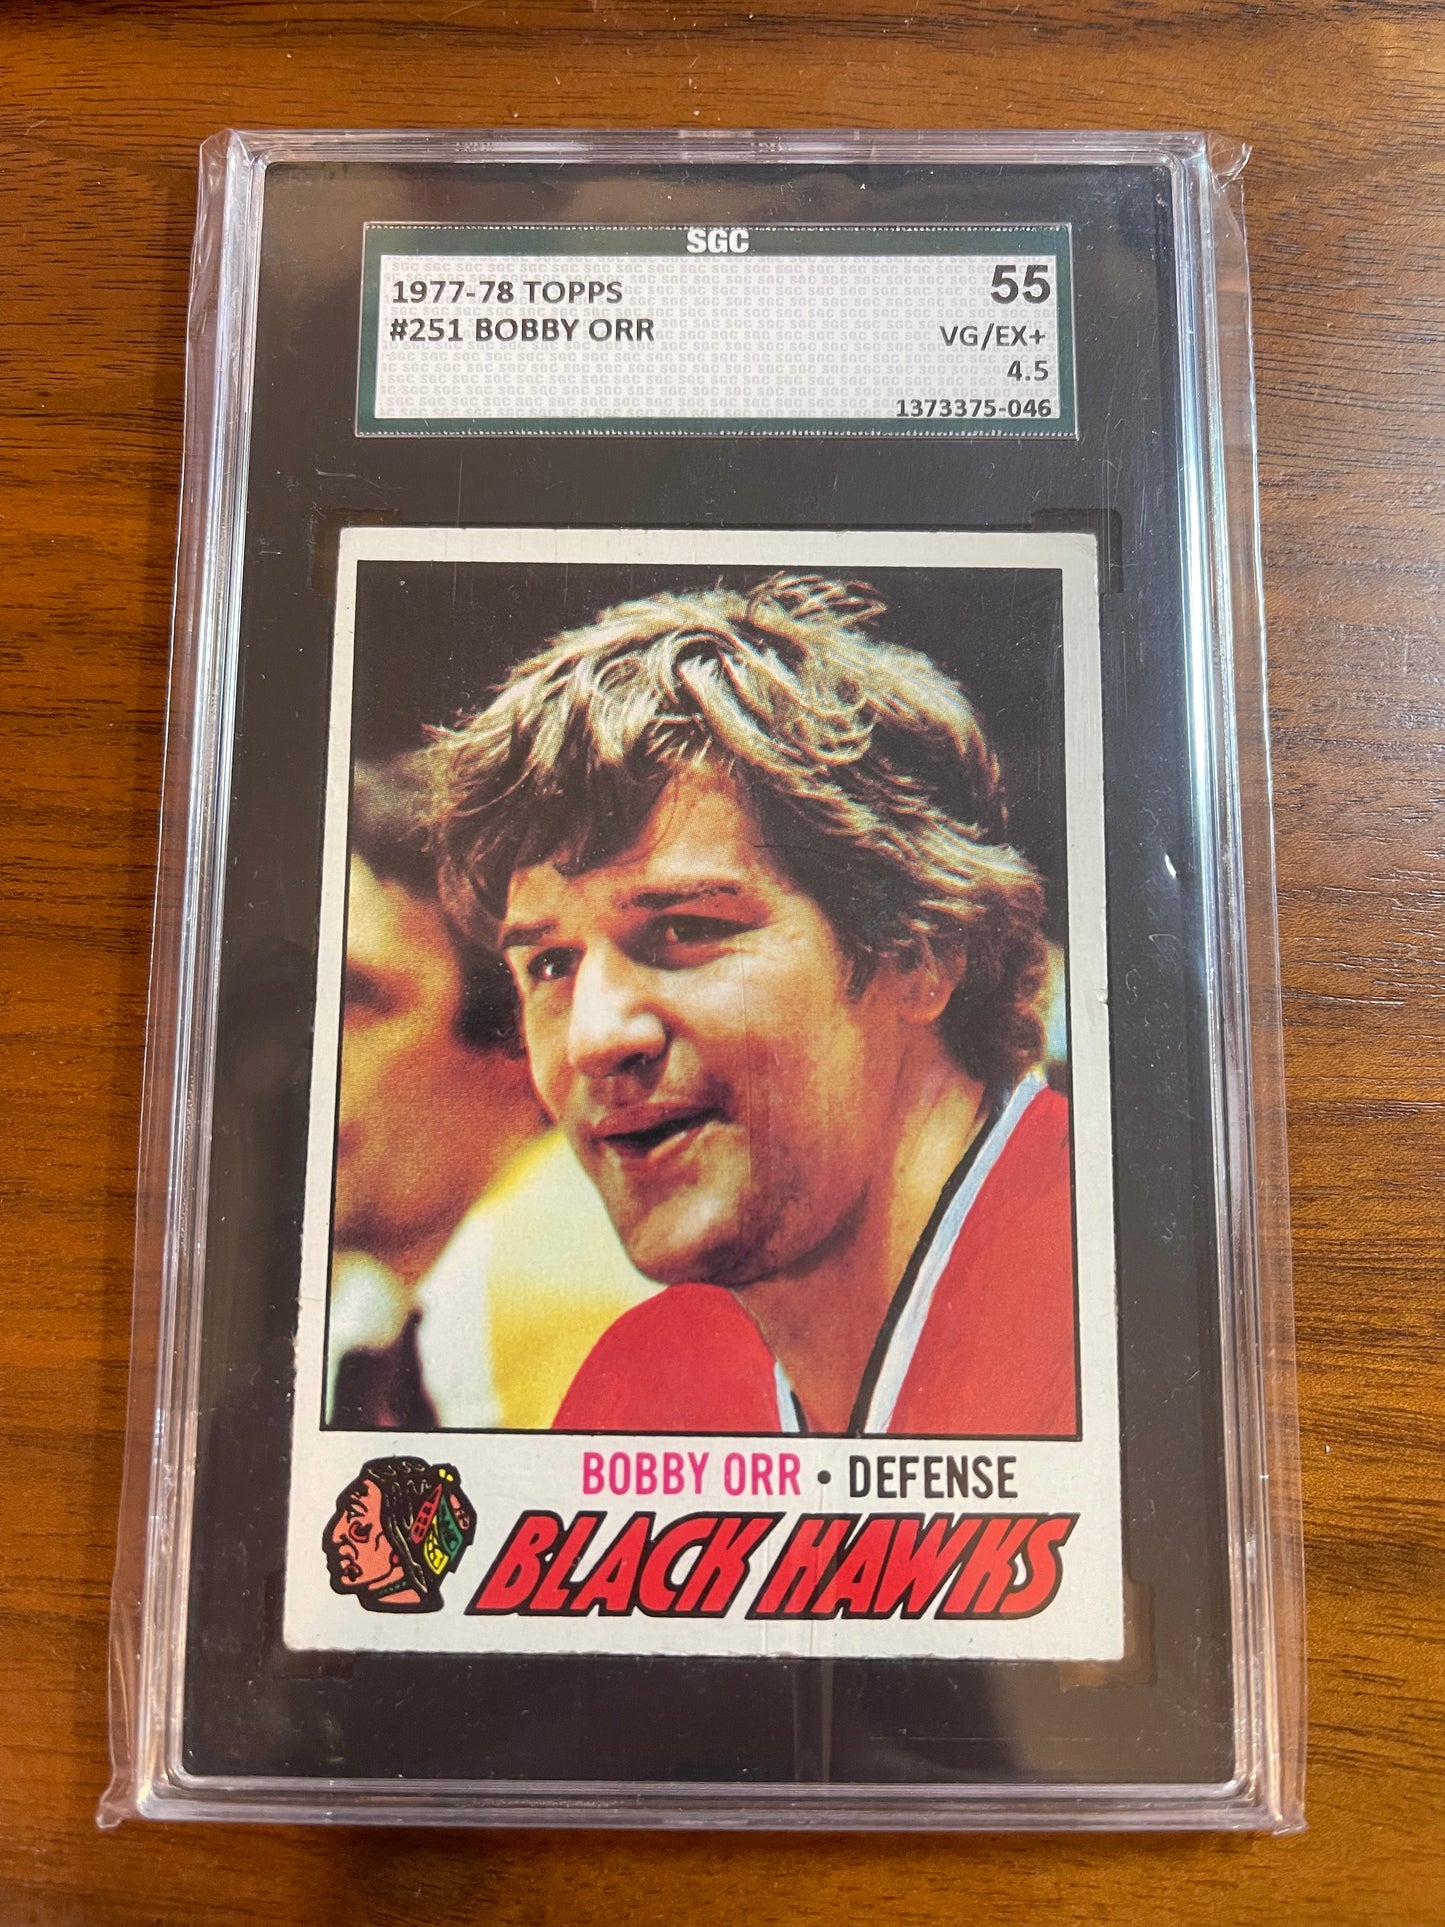 SGC
1977-78 TOPPS
55
#251 BOBBY ORR
VG/EX+
4.5
1373375-046
BOBBY ORR • DEFENSE
BLACK HAWKS